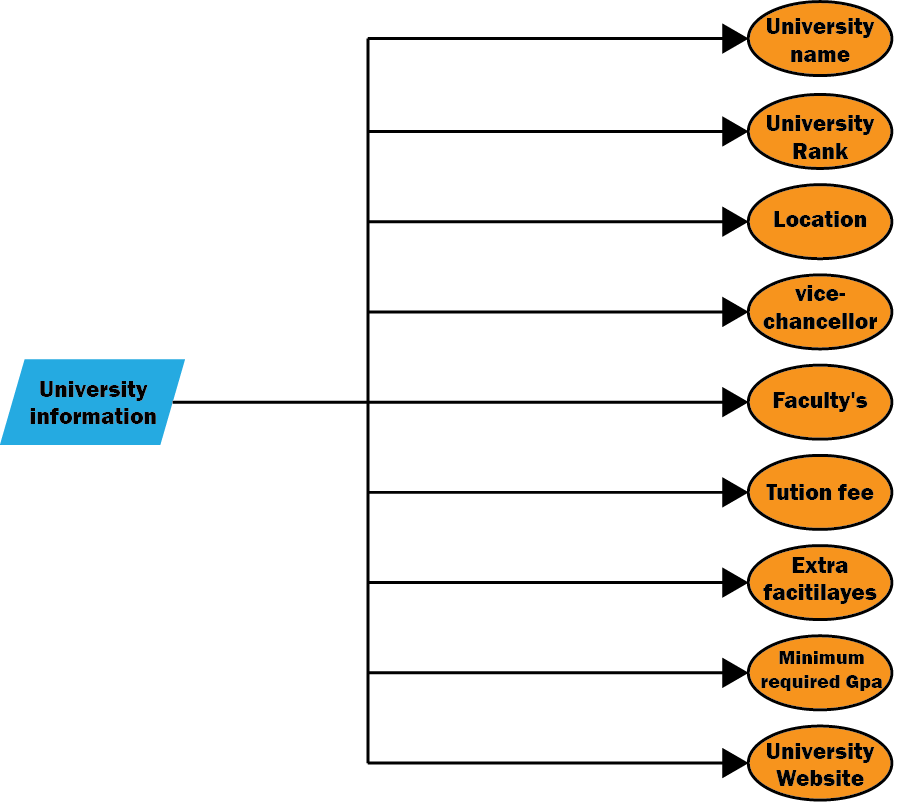 University
name
University
Rank
Location
vice-
chancellor
University
information
Faculty's
Tution fee
Extra
facitilayes
Minimum
required Gpa
University
Website